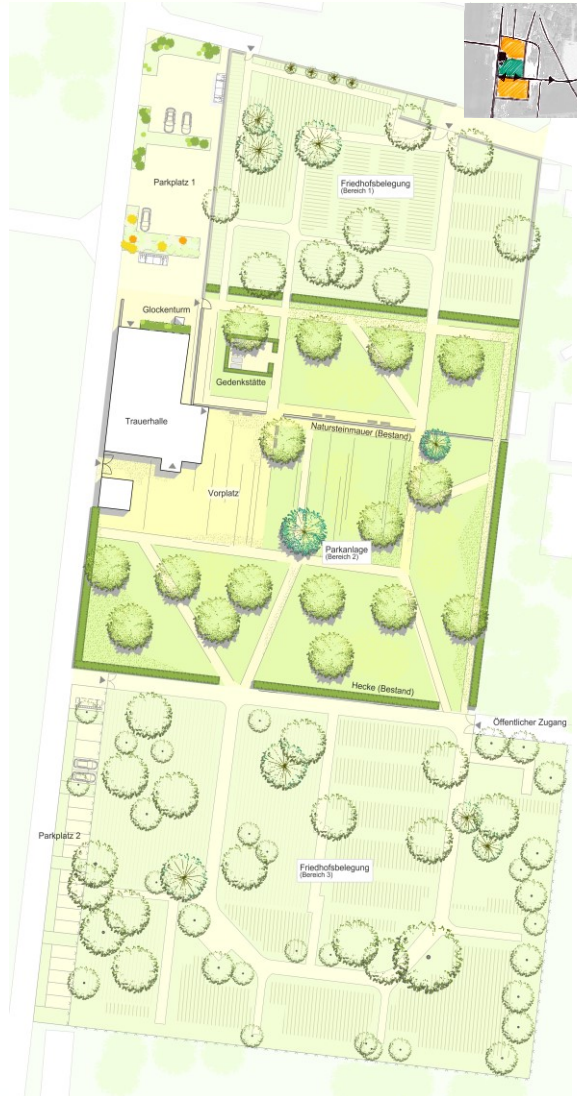 Parkplatz 1
Friedhofsbelegung
(Bereich 1)
Glockenturm
Gedenkstätte
Trauerhalle
Natursteinmauer (Bestand)
Vorplatz
Parkanlage
(Bereich 2)
Hecke (Bestand)
Öffentlicher Zugang
Parkplatz 2
Friedhofsbelegung
(Bereich 3)